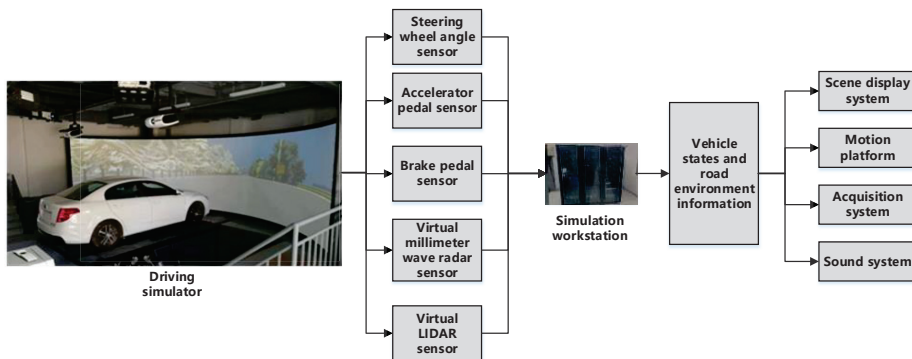 Driving
simulator
Steering
wheel angle
sensor
Accelerator
pedal sensor
Brake pedal
sensor
Virtual
millimeter
wave radar
sensor
Virtual
LIDAR
sensor
Simulation
workstation
Vehicle
states and
road
environment
information
Scene display
system
Motion
platform
Acquisition
system
Sound system